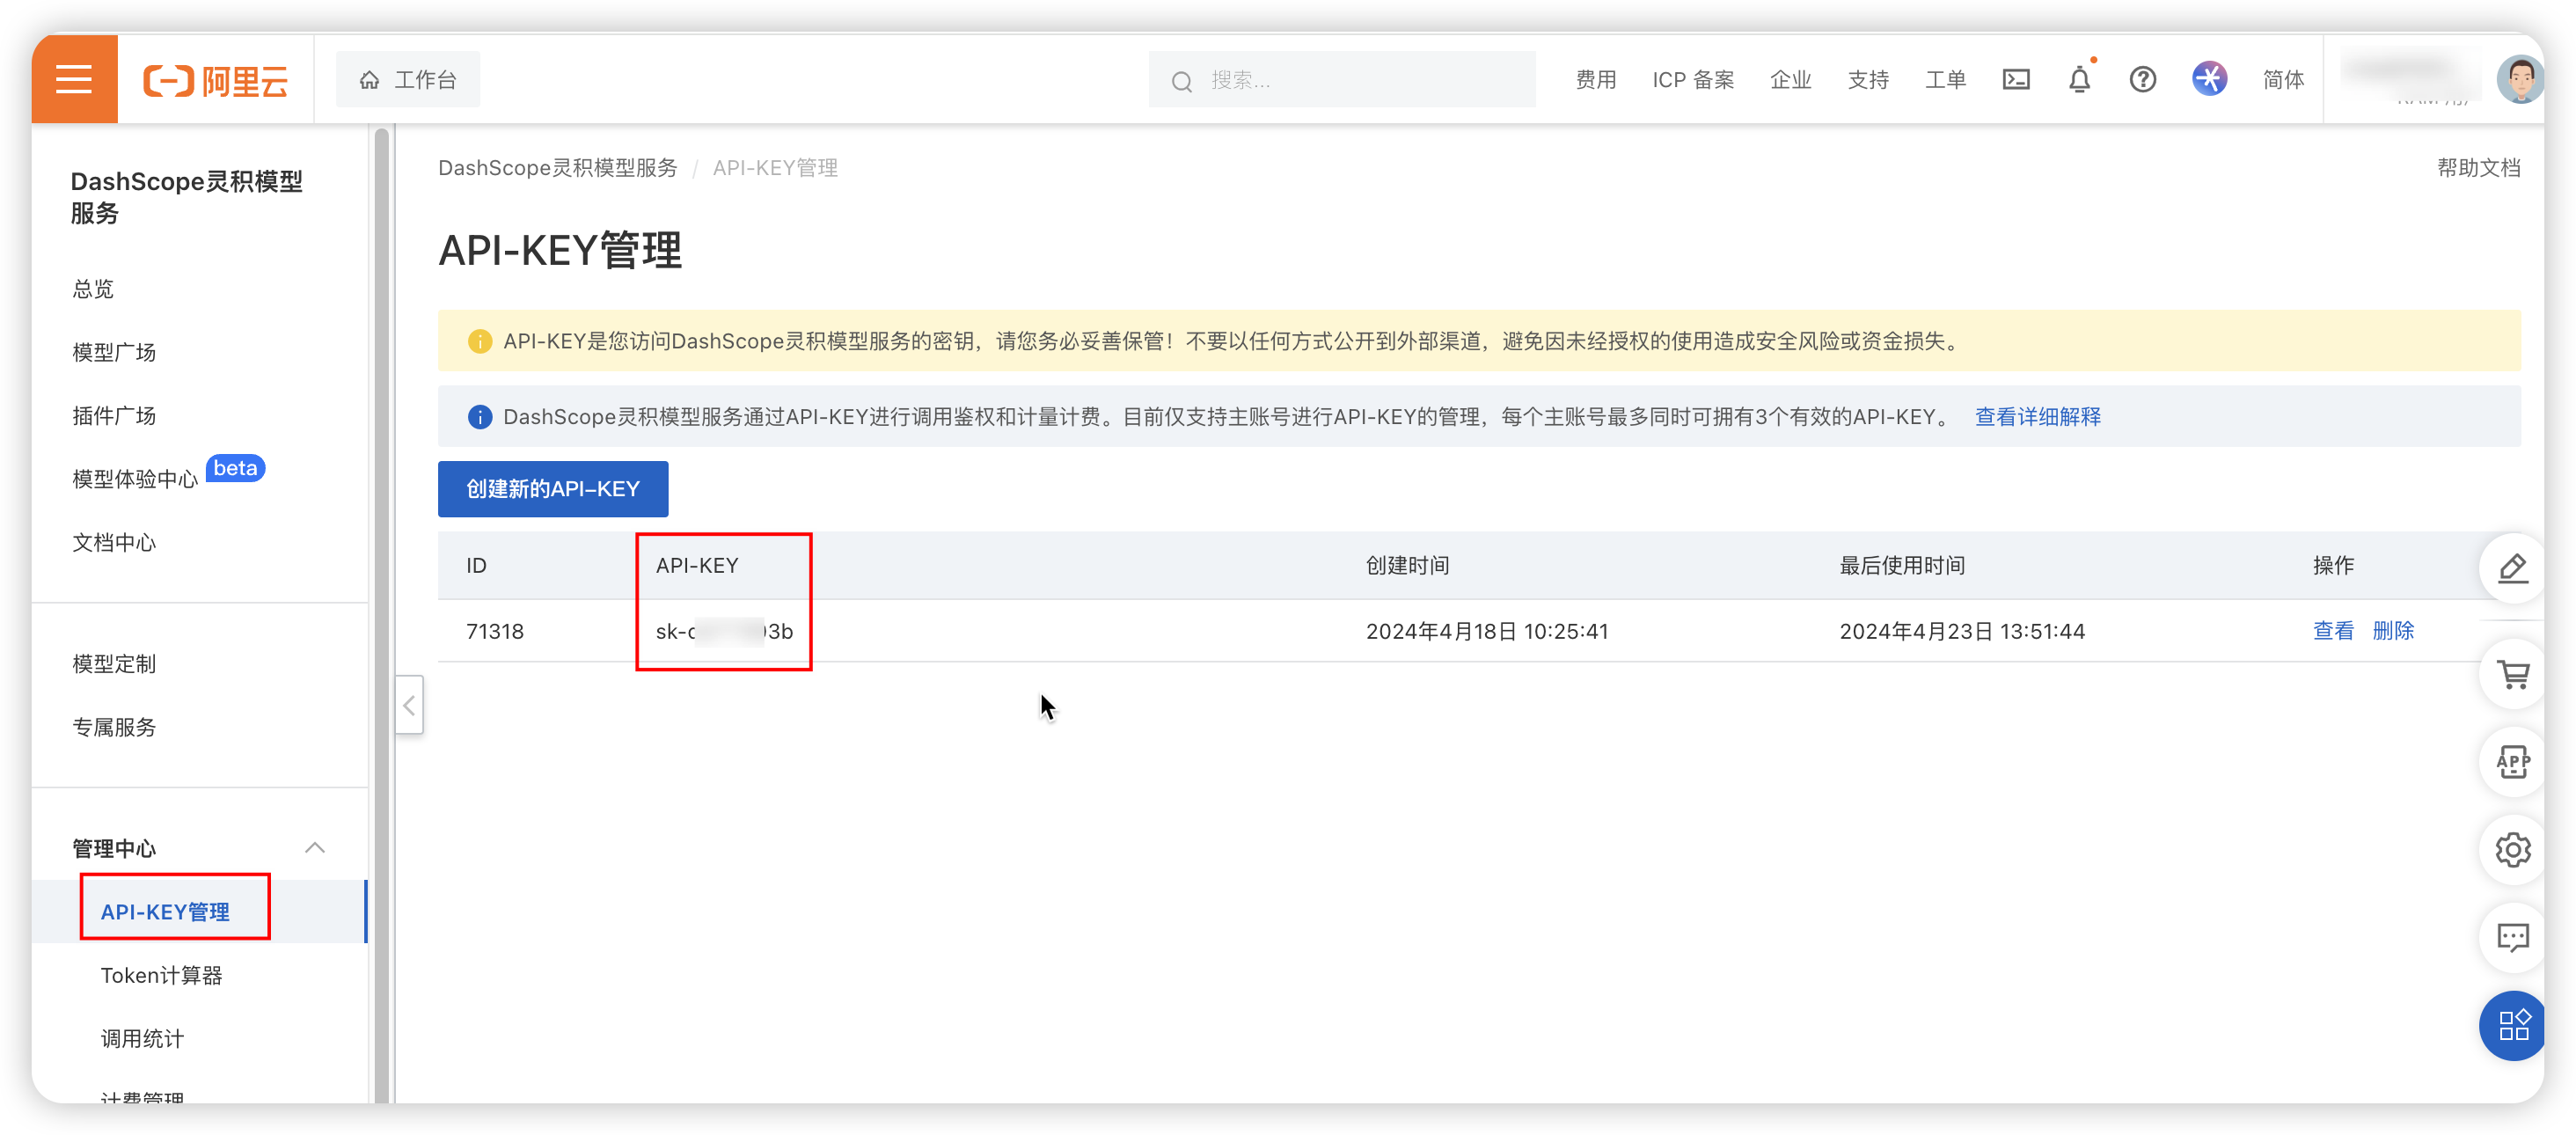 阿里云
工作台
搜索...
费用
ICP 备案
企业
支持
工单
简体
DashScope灵积模型
服务
总览
模型广场
插件广场
模型体验中心 beta
文档中心
模型定制
专属服务
管理中心
API-KEY管理
Token计算器
调用统计
计费管理
DashScope灵积模型服务 / API-KEY管理
帮助文档
API-KEY管理
API-KEY是您访问DashScope灵积模型服务的密钥，请您务必妥善保管！不要以任何方式公开到外部渠道，避免因未经授权的使用造成安全风险或资金损失。
DashScope灵积模型服务通过API-KEY进行调用鉴权和计量计费。目前仅支持主账号进行API-KEY的管理，每个主账号最多同时可拥有3个有效的API-KEY。 查看详细解释
创建新的API-KEY
ID API-KEY 创建时间 最后使用时间 操作
71318 sk- 3b 2024年4月18日 10:25:41 2024年4月23日 13:51:44 查看 删除
APP